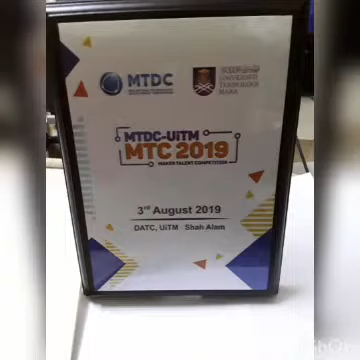 MTDC
UNIVERSITI
TEKNOLOGI
MARA
MTDC-UiTM
MTC 2019
MAKER TALENT COMPETITION
3rd August 2019
DATC, UiTM Shah Alam